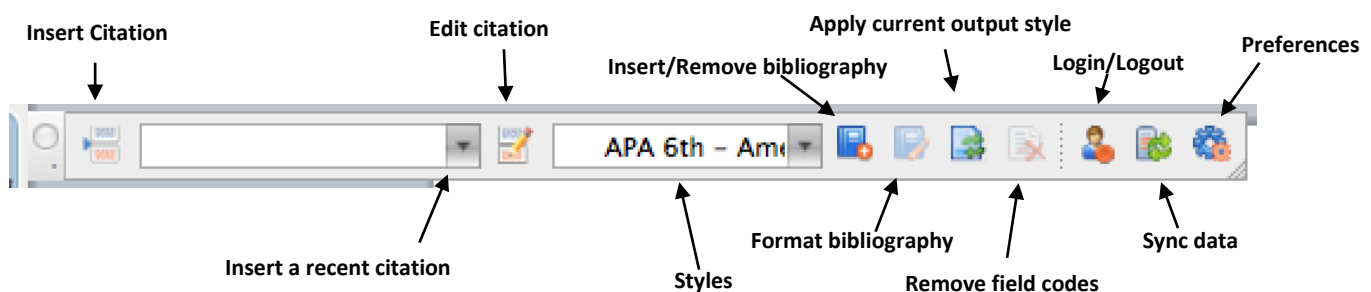 Insert Citation
Edit citation
Apply current output style
Preferences
Insert/Remove bibliography
Login/Logout
APA 6th – Ame
Insert a recent citation
Styles
Format bibliography
Remove field codes
Sync data